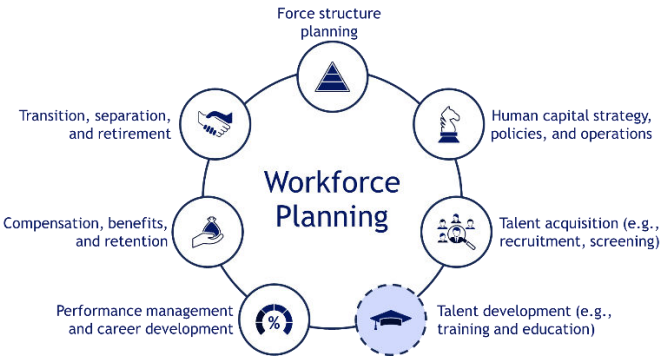 Force structure
planning
Human capital strategy,
policies, and operations
Talent acquisition (e.g.,
recruitment, screening)
Talent development (e.g.,
training and education)
Performance management
and career development
%
Compensation, benefits,
and retention
Transition, separation,
and retirement
Workforce
Planning